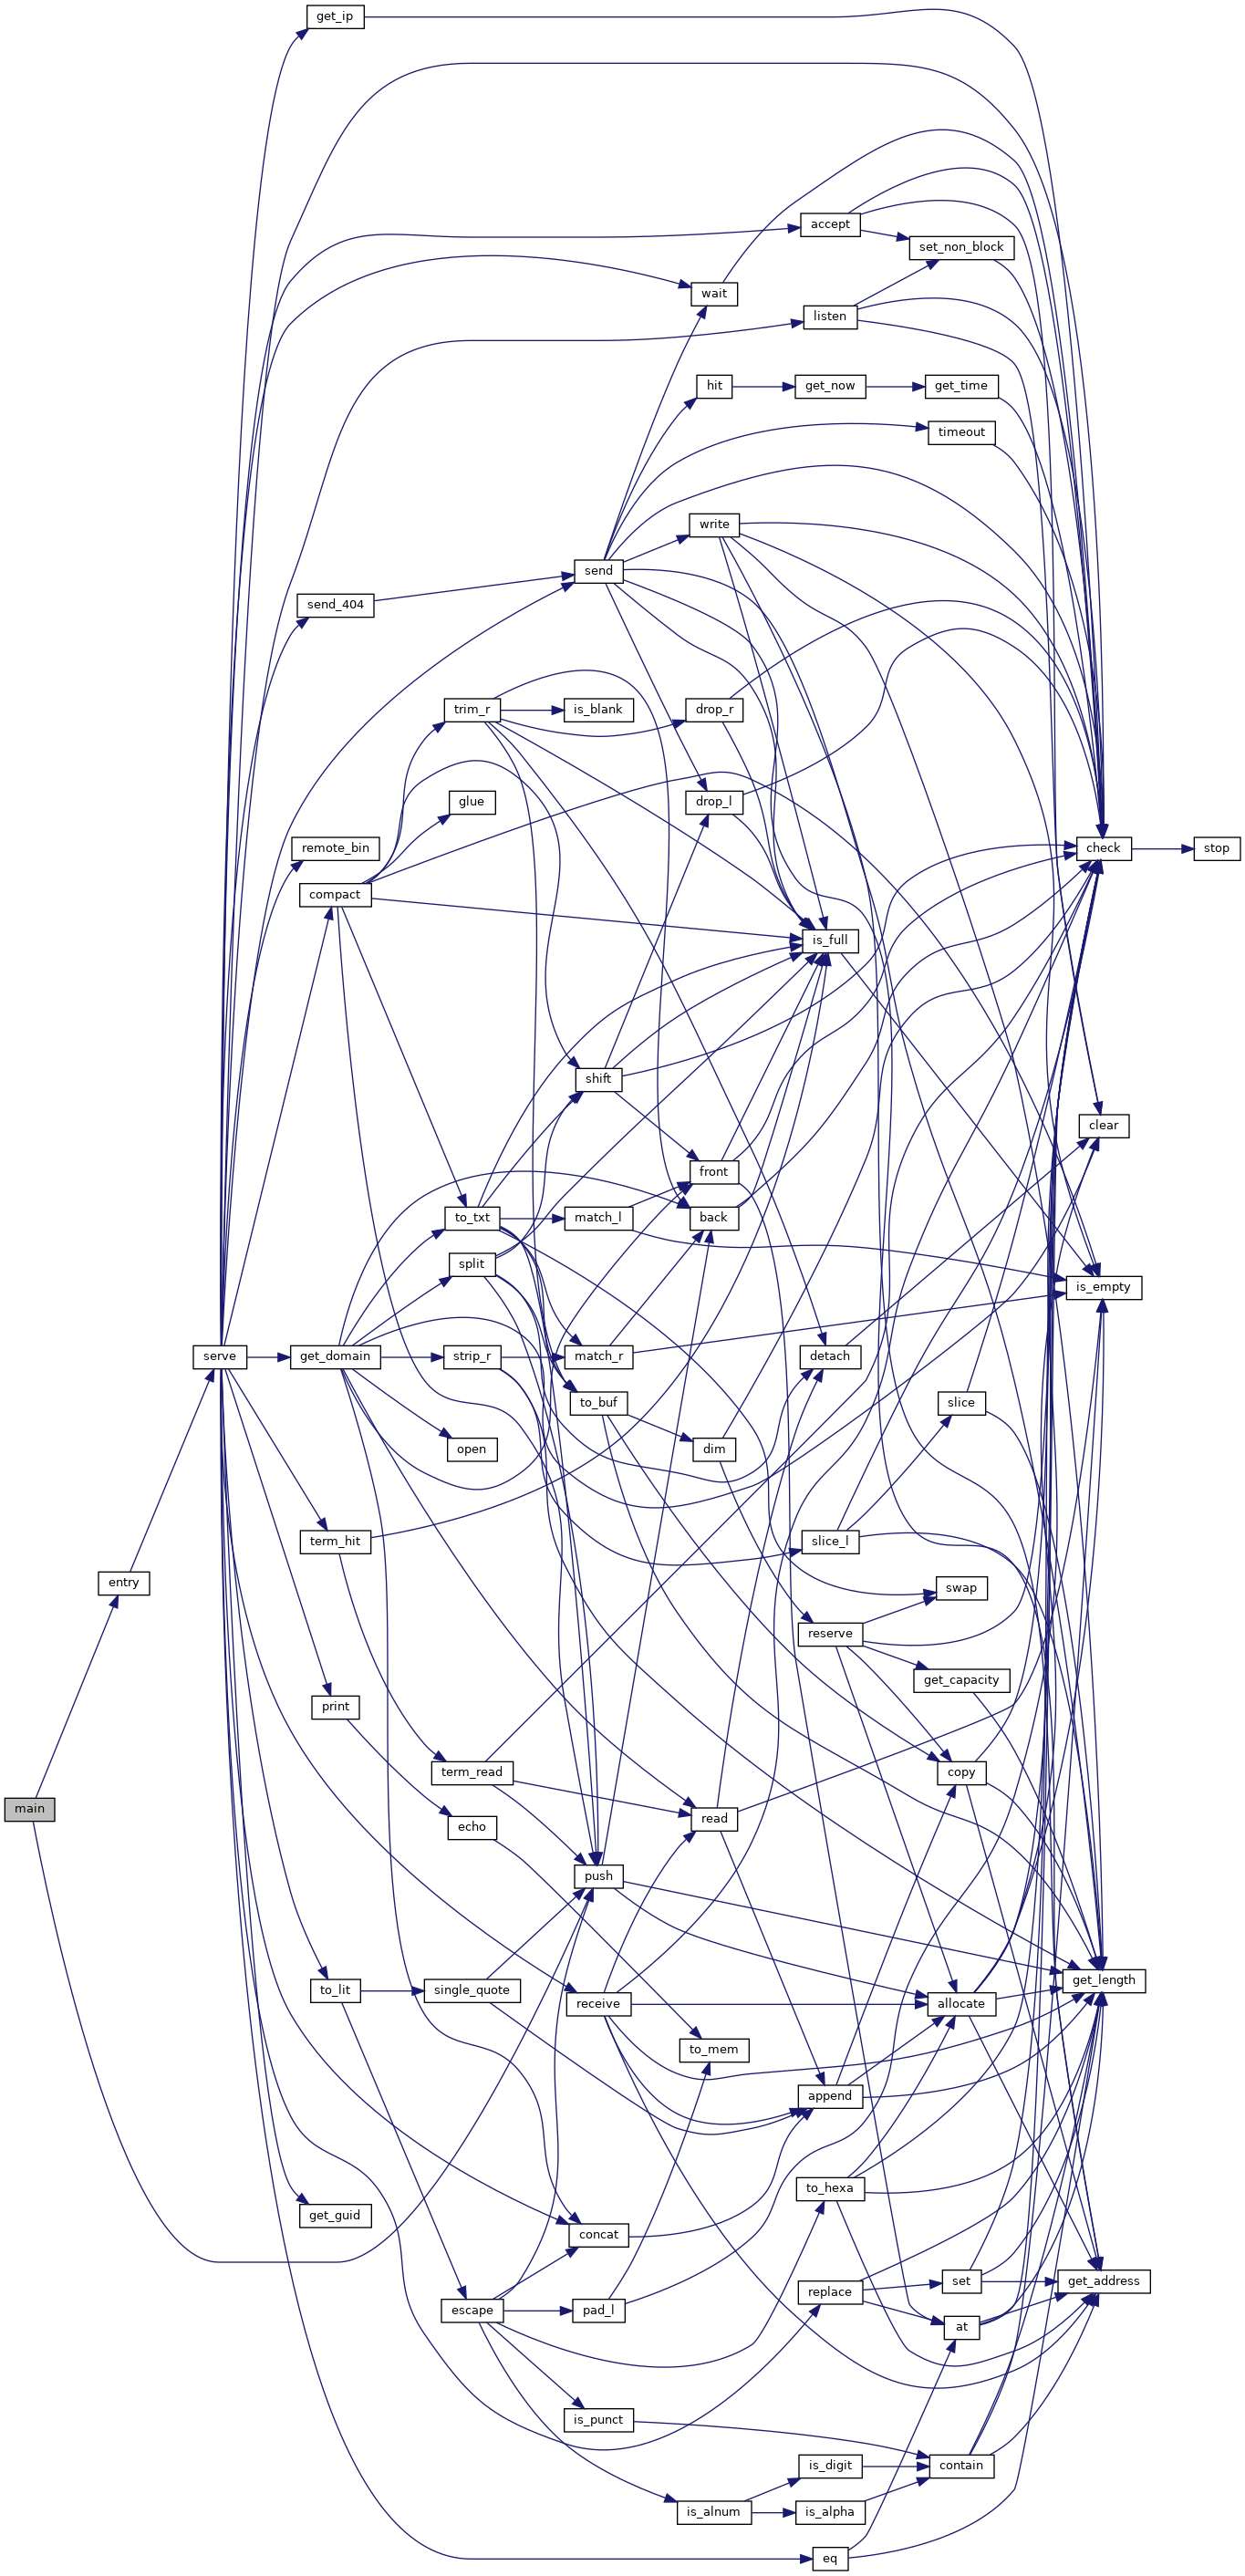 get_ip
accept
set_non_block
wait
listen
hit
get_now
get_time
timeout
write
send
send_404
trim_r
is_blank
drop_r
glue
drop_l
remote_bin
check
stop
compact
is_full
shift
clear
front
to_txt
match_l
back
split
is_empty
serve
get_domain
strip_r
match_r
detach
to_buf
slice
open
dim
term_hit
slice_l
entry
swap
reserve
get_capacity
print
term_read
copy
main
read
echo
push
get_length
to_lit
single_quote
receive
allocate
to_mem
append
to_hexa
get_guid
concat
set
get_address
replace
escape
pad_l
at
is_punct
is_digit
contain
is_alnum
is_alpha
eq